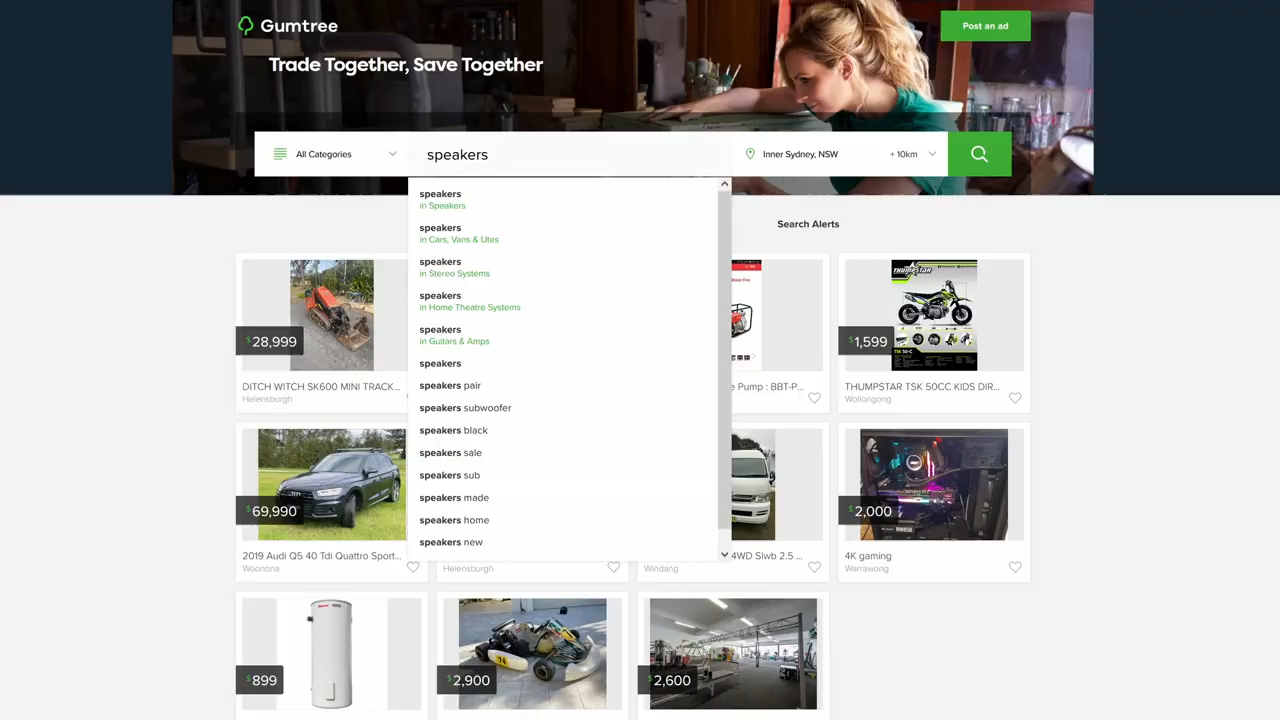 Gumtree
Post an ad
Trade Together, Save Together
All Categories
speakers
Inner Sydney, NSW
+ 10km
speakers
in Speakers
speakers
in Cars, Vans & Utes
speakers
in Stereo Systems
speakers
in Home Theatre Systems
speakers
in Guitars & Amps
speakers
speakers pair
speakers subwoofer
speakers black
speakers sale
speakers sub
speakers made
speakers home
speakers new
Search Alerts
$28,999
DITCH WITCH SK600 MINI TRACK...
Helensburgh
e Pump : BBT-P...
THUMPSTAR
TSK 50-C
$1,599
THUMPSTAR TSK 50CC KIDS DIR...
Wollongong
$69,990
2019 Audi Q5 40 Tdi Quattro Sport...
Woonona
Helensburgh
4WD Slwb 2.5 ...
Windang
$2,000
4K gaming
Warrawong
$899
$2,900
$2,600